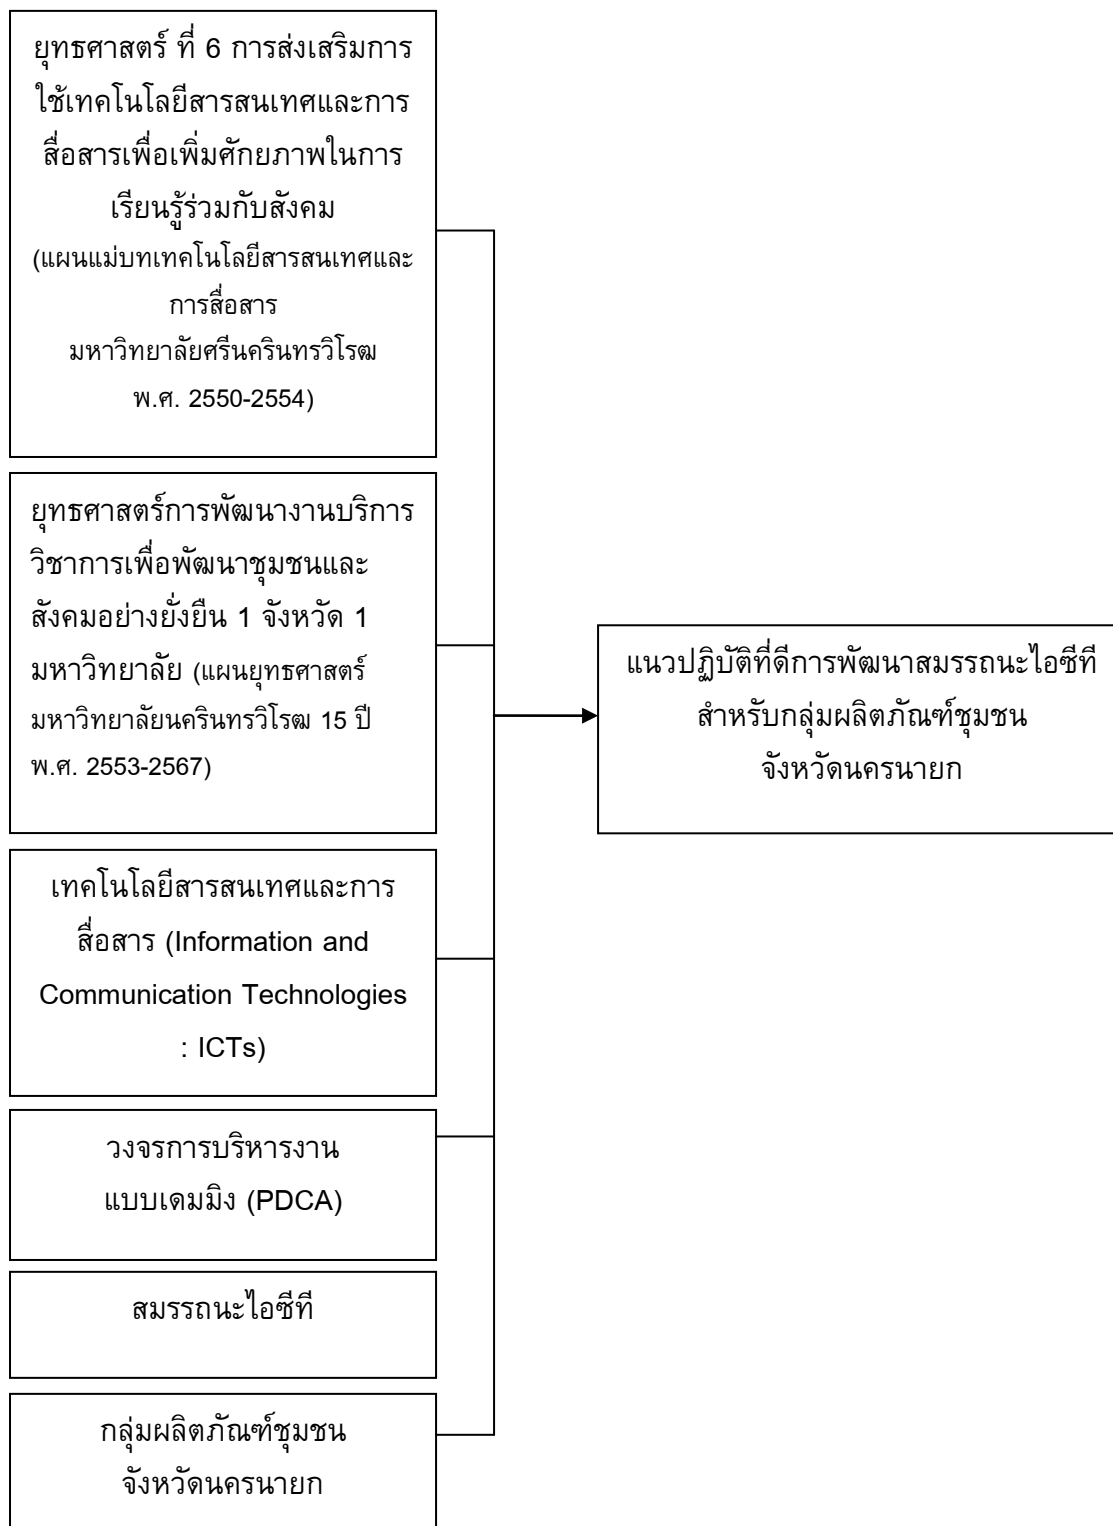 ยุทธศาสตร์ ที่ 6 การส่งเสริมการ
ใช้เทคโนโลยีสารสนเทศและการ
สื่อสารเพื่อเพิ่มศักยภาพในการ
เรียนรู้ร่วมกับสังคม
(แผนแม่บทเทคโนโลยีสารสนเทศและ
การสื่อสาร
มหาวิทยาลัยศรีนครินทรวิโรฒ
พ.ศ. 2550-2554)
ยุทธศาสตร์การพัฒนางานบริการ
วิชาการเพื่อพัฒนาชุมชนและ
สังคมอย่างยั่งยืน 1 จังหวัด 1
มหาวิทยาลัย (แผนยุทธศาสตร์
มหาวิทยาลัยนครินทรวิโรฒ 15 ปี
พ.ศ. 2553-2567)
เทคโนโลยีสารสนเทศและการ
สื่อสาร (Information and
Communication Technologies
: ICTs)
วงจรการบริหารงาน
แบบเดมมิง (PDCA)
สมรรถนะไอซีที
กลุ่มผลิตภัณฑ์ชุมชน
จังหวัดนครนายก
แนวปฏิบัติที่ดีการพัฒนาสมรรถนะไอซีที
สำหรับกลุ่มผลิตภัณฑ์ชุมชน
จังหวัดนครนายก